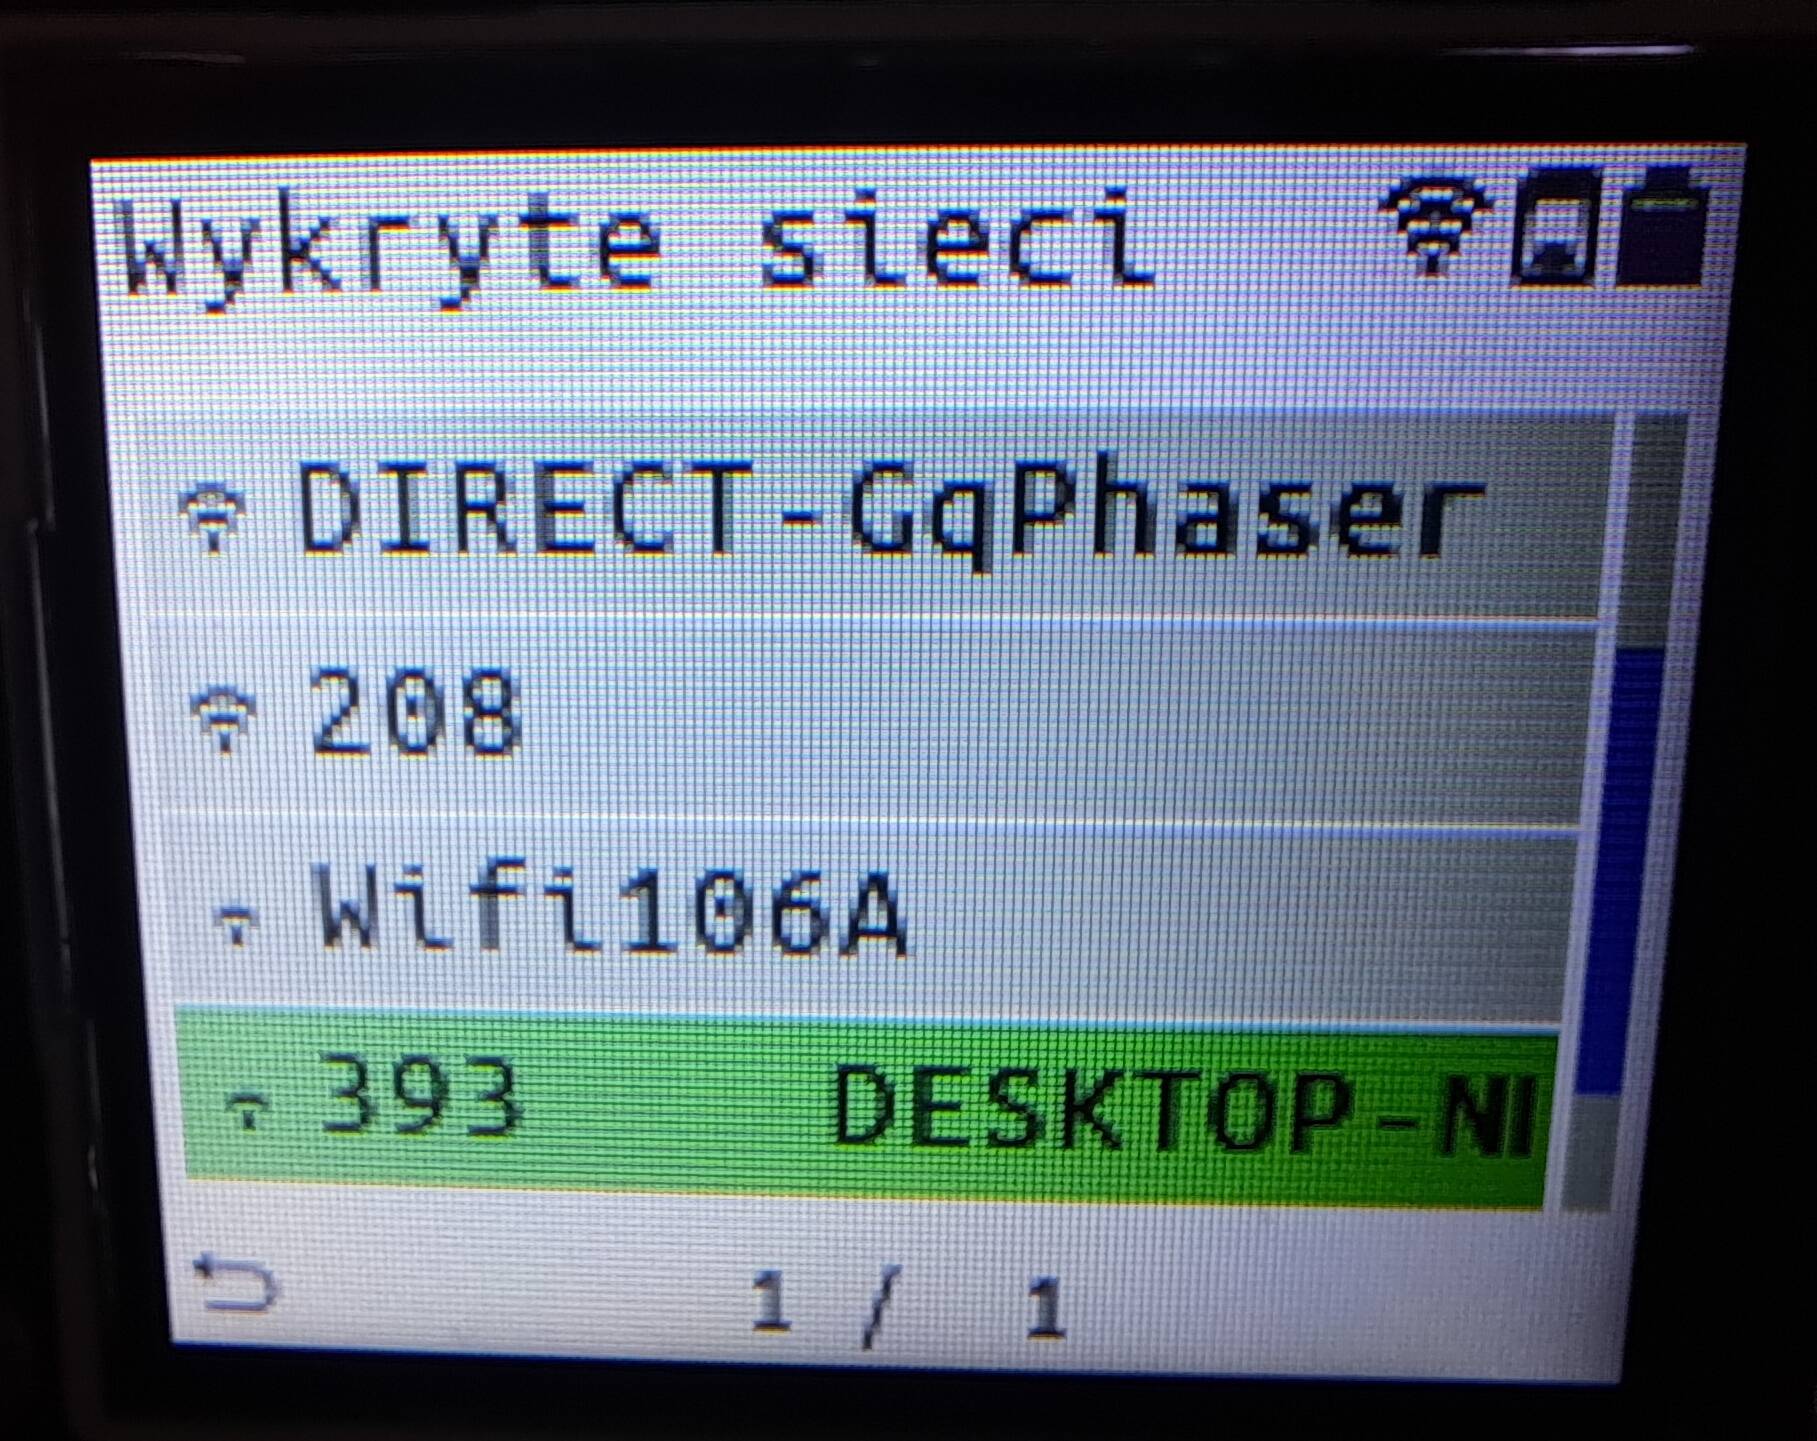 Wykryte sieci
DIRECT-GqPhaser
208
Wifi106A
393 DESKTOP-NI
1 / 1